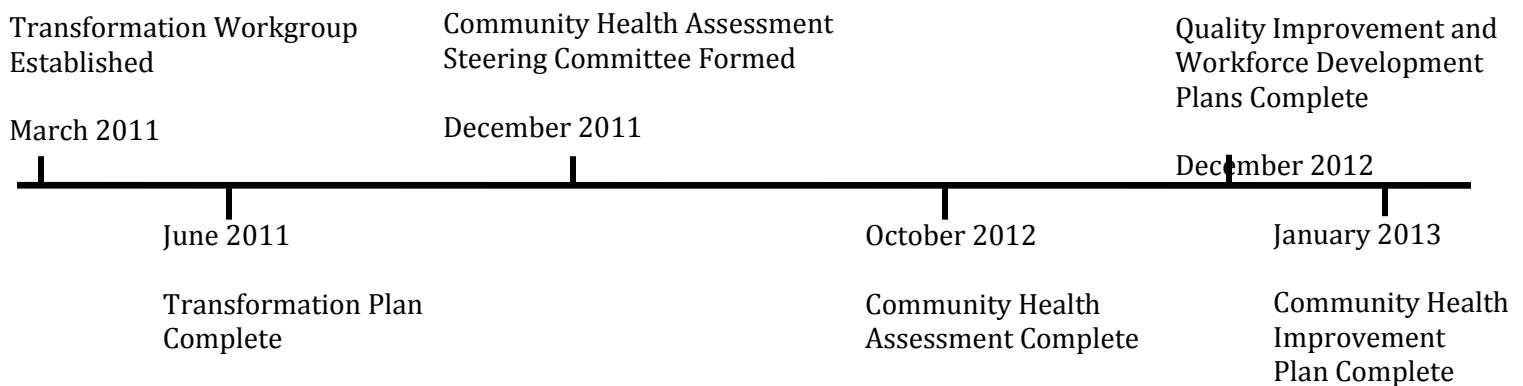 Transformation Workgroup
Established
March 2011
Community Health Assessment
Steering Committee Formed
December 2011
Quality Improvement and
Workforce Development
Plans Complete
December 2012
June 2011
Transformation Plan
Complete
October 2012
Community Health
Assessment Complete
January 2013
Community Health
Improvement
Plan Complete